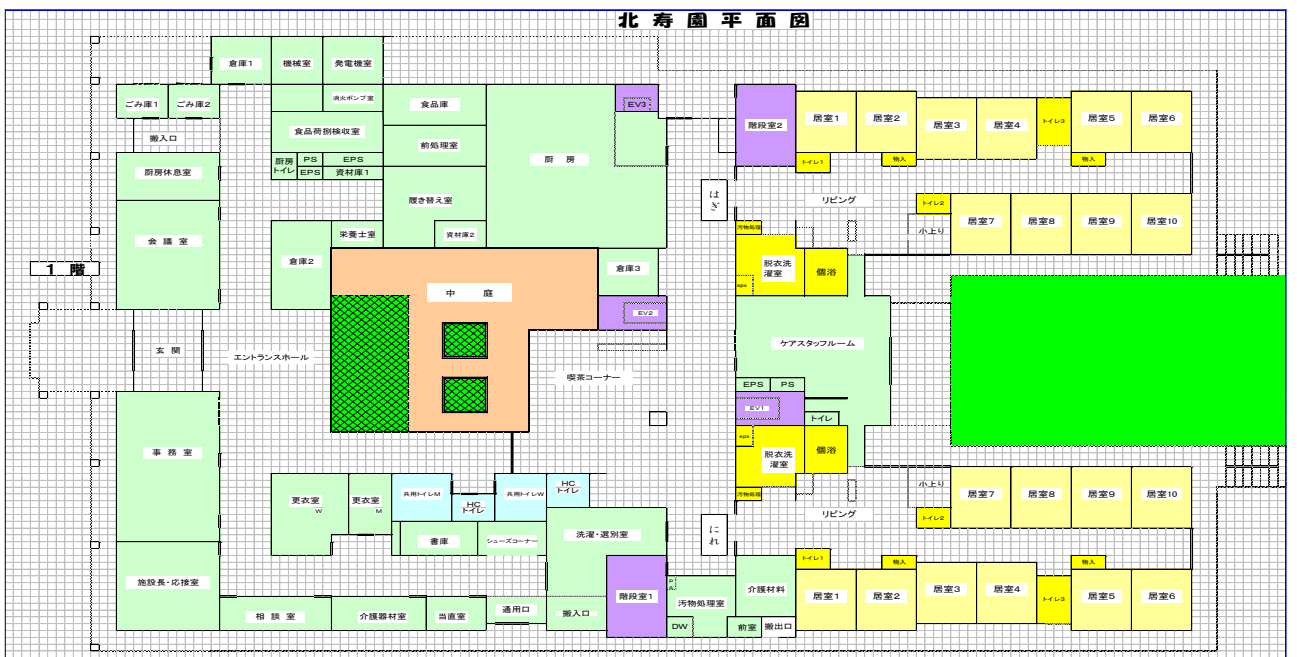 北寿園平面図
倉庫1
機械室
発電機室
消火ポンプ室
ごみ庫1
ごみ庫2
搬入口
食品庫
食品荷捌検収室
前処理室
厨房
EV3
階段室2
居室1
居室2
居室3
居室4
トイレ3
居室5
居室6
トイレ1
物入
物入
厨房休息室
厨房
トイレ
PS
EPS
EPS
資材庫1
履き替え室
はぎ
リビング
トイレ2
小上り
居室7
居室8
居室9
居室10
会議室
栄養士室
資材庫2
汚物処理
1階
倉庫2
倉庫3
脱衣洗
濯室
個浴
eps
中庭
EV2
玄関
エントランスホール
喫茶コーナー
ケアスタッフルーム
EPS
PS
EV1
トイレ
事務室
eps
脱衣洗
濯室
個浴
汚物処理
更衣室
W
更衣室
M
共用トイレM
HC
トイレ
共用トイレW
HC
トイレ
書庫
シューズコーナー
洗濯・選別室
にれ
リビング
小上り
トイレ2
居室7
居室8
居室9
居室10
トイレ1
物入
物入
施設長・応接室
相談室
介護器材室
当直室
通用口
搬入口
階段室1
汚物処理室
DW
介護材料
前室
搬出口
居室1
居室2
居室3
居室4
トイレ3
居室5
居室6